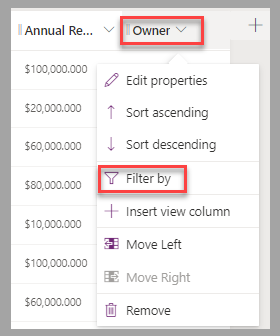 Annual Re... Owner
$100,000.000
$20,000.000
$60,000.000
$80,000.000
$10,000.000
$100,000.000
$60,000.000
Edit properties
Sort ascending
Sort descending
Filter by
Insert view column
Move Left
Move Right
Remove